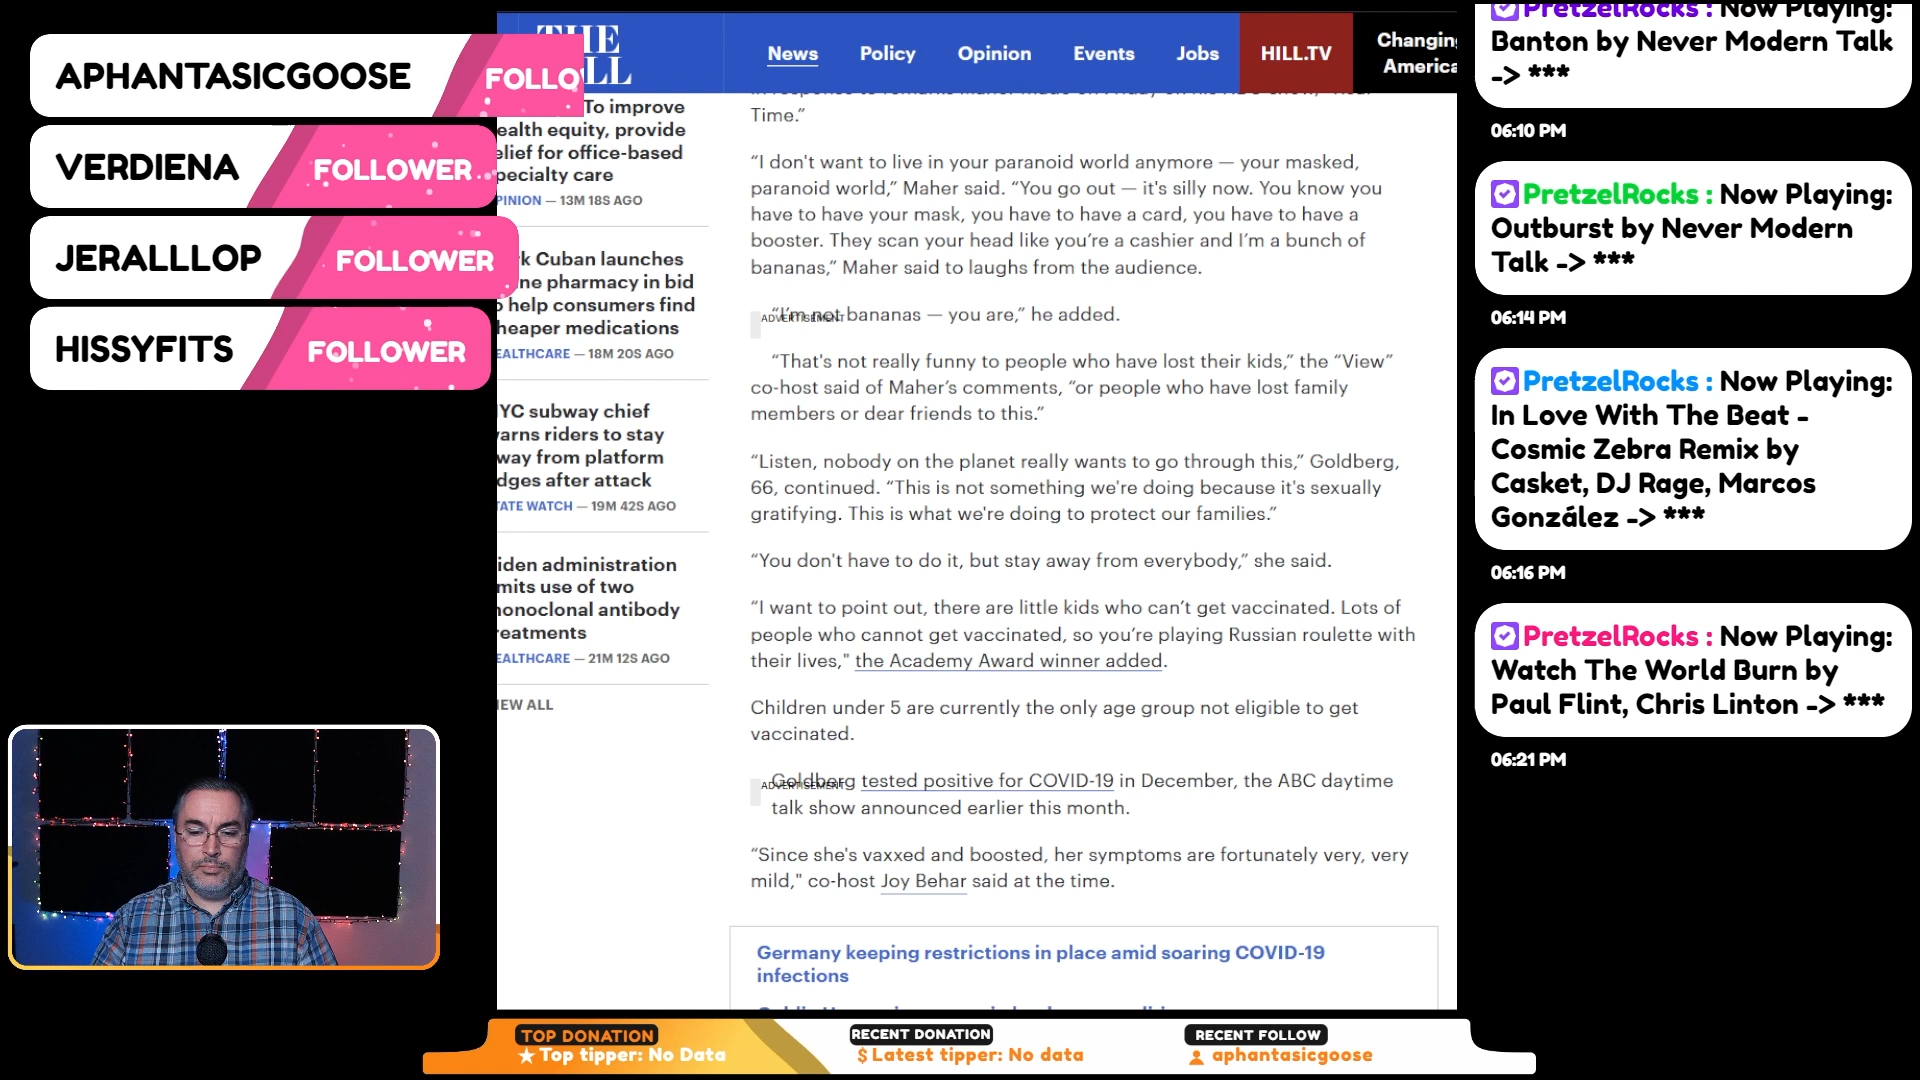 APHANTASICGOOSE
FOLLO
VERDIENA
FOLLOWER
JERALLLOP
FOLLOWER
HISSYFITS
FOLLOWER
THE
LL
News
Policy
Opinion
Events
Jobs
HILL.TV
Changing
America
To improve
ealth equity, provide
elief for office-based
pecialty care
PINION — 13M 18S AGO
rk Cuban launches
ne pharmacy in bid
o help consumers find
heaper medications
EALTHCARE — 18M 20S AGO
YC subway chief
arns riders to stay
way from platform
dges after attack
TATE WATCH — 19M 42S AGO
iden administration
mits use of two
nonoclonal antibody
reatments
EALTHCARE — 21M 12S AGO
IEW ALL
Time.”
“I don't want to live in your paranoid world anymore — your masked,
paranoid world,” Maher said. “You go out — it's silly now. You know you
have to have your mask, you have to have a card, you have to have a
booster. They scan your head like you’re a cashier and I’m a bunch of
bananas,” Maher said to laughs from the audience.
ADVERTISEMENT
“I’m not bananas — you are,” he added.
“That's not really funny to people who have lost their kids,” the “View”
co-host said of Maher’s comments, “or people who have lost family
members or dear friends to this.”
“Listen, nobody on the planet really wants to go through this,” Goldberg,
66, continued. “This is not something we're doing because it's sexually
gratifying. This is what we're doing to protect our families.”
“You don't have to do it, but stay away from everybody,” she said.
“I want to point out, there are little kids who can’t get vaccinated. Lots of
people who cannot get vaccinated, so you’re playing Russian roulette with
their lives," the Academy Award winner added.
Children under 5 are currently the only age group not eligible to get
vaccinated.
ADVERTISEMENT
Goldberg tested positive for COVID-19 in December, the ABC daytime
talk show announced earlier this month.
“Since she's vaxxed and boosted, her symptoms are fortunately very, very
mild," co-host Joy Behar said at the time.
Germany keeping restrictions in place amid soaring COVID-19
infections
PretzelRocks : Now Playing:
Banton by Never Modern Talk
-> ***
06:10 PM
PretzelRocks : Now Playing:
Outburst by Never Modern
Talk -> ***
06:14 PM
PretzelRocks : Now Playing:
In Love With The Beat -
Cosmic Zebra Remix by
Casket, DJ Rage, Marcos
González -> ***
06:16 PM
PretzelRocks : Now Playing:
Watch The World Burn by
Paul Flint, Chris Linton -> ***
06:21 PM
TOP DONATION
★ Top tipper: No Data
RECENT DONATION
$ Latest tipper: No data
RECENT FOLLOW
aphantasicgoose